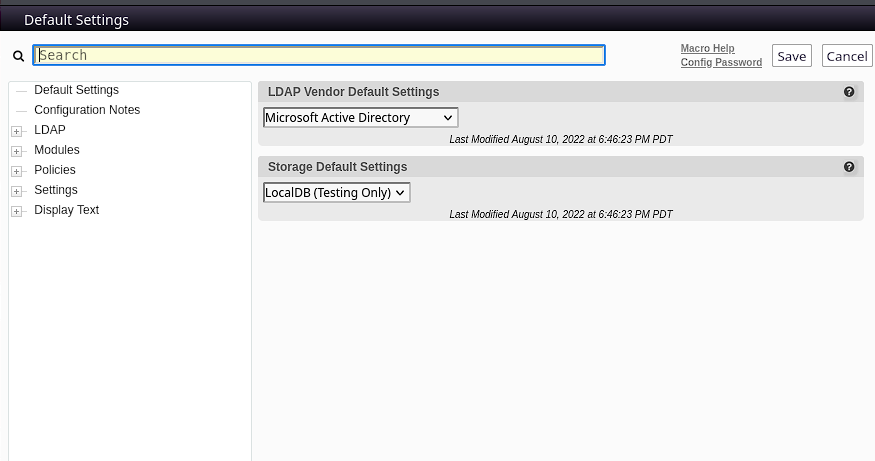 Default Settings
Search
Macro Help
Config Password
Save
Cancel
Default Settings
Configuration Notes
LDAP
Modules
Policies
Settings
Display Text
LDAP Vendor Default Settings
Microsoft Active Directory
Last Modified August 10, 2022 at 6:46:23 PM PDT
Storage Default Settings
LocalDB (Testing Only)
Last Modified August 10, 2022 at 6:46:23 PM PDT